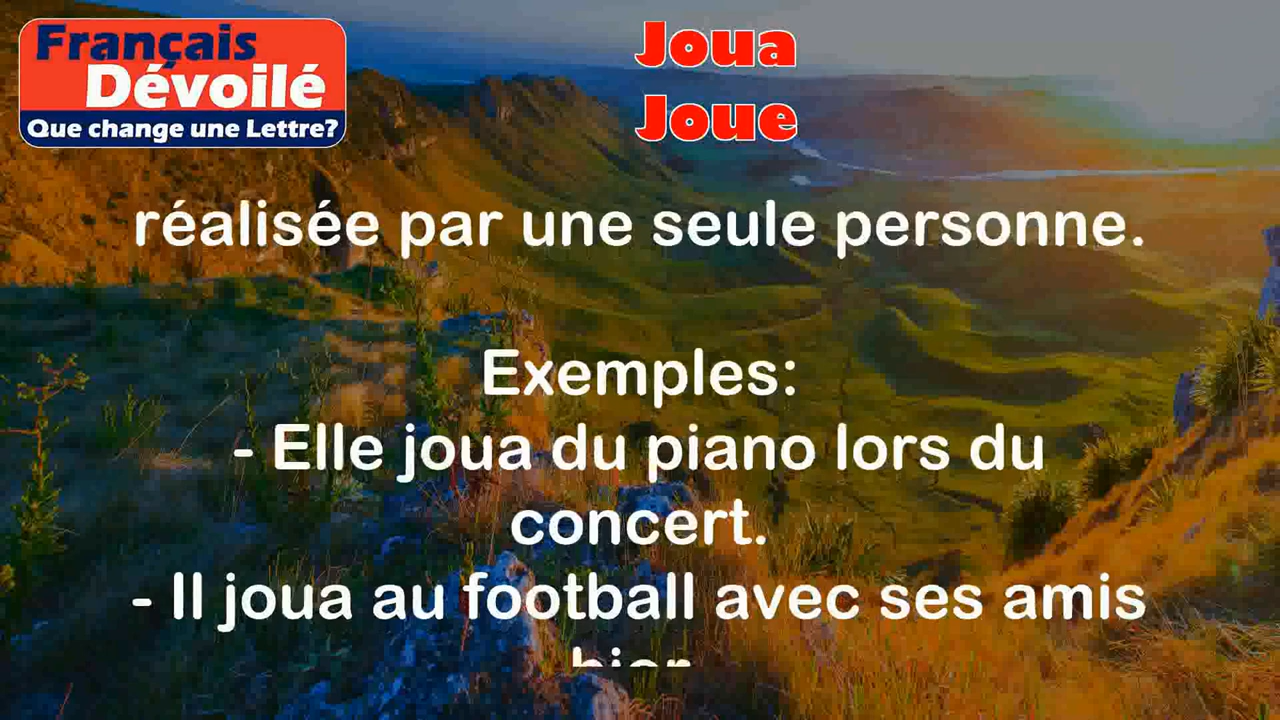 Français
Dévoilé
Que change une Lettre?
Joua
Joue
réalisée par une seule personne.
Exemples:
- Elle joua du piano lors du
concert.
- Il joua au football avec ses amis